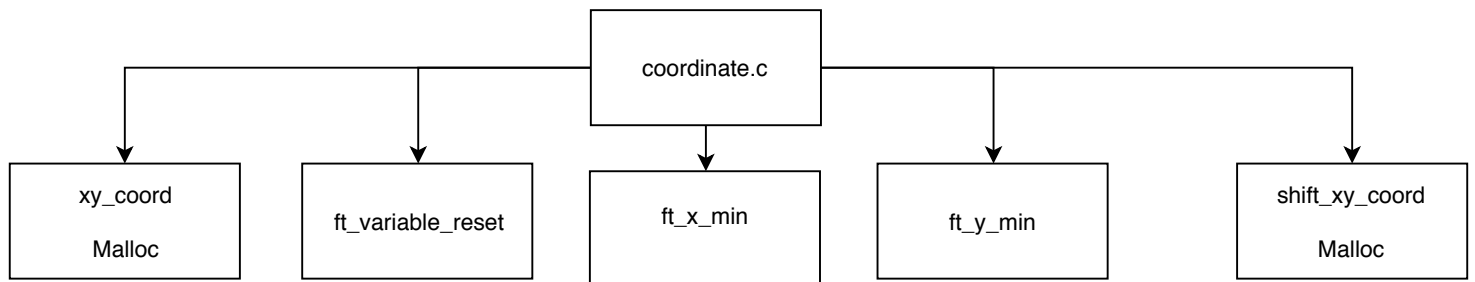 coordinate.c
xy_coord
Malloc
ft_variable_reset
ft_x_min
ft_y_min
shift_xy_coord
Malloc